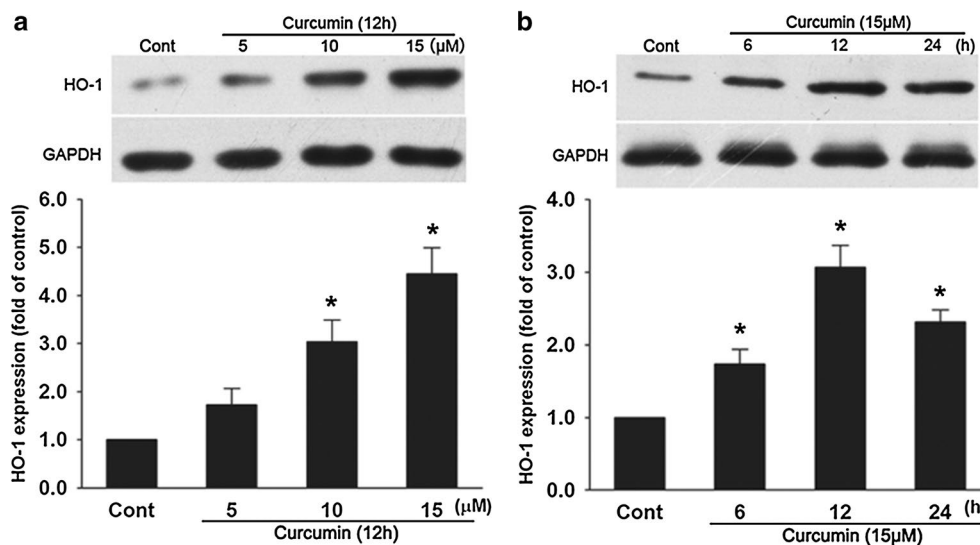 a
Curcumin (12h)
Cont 5 10 15 (μM)
HO-1
GAPDH
HO-1 expression (fold of control)
6.0
5.0
4.0
3.0
2.0
1.0
0.0
*
*
Cont 5 10 15 (μM)
Curcumin (12h)
b
Curcumin (15μM)
Cont 6 12 24 (h)
HO-1
GAPDH
HO-1 expression (fold of control)
4.0
3.0
2.0
1.0
0.0
*
*
*
Cont 6 12 24 (h
Curcumin (15μM)